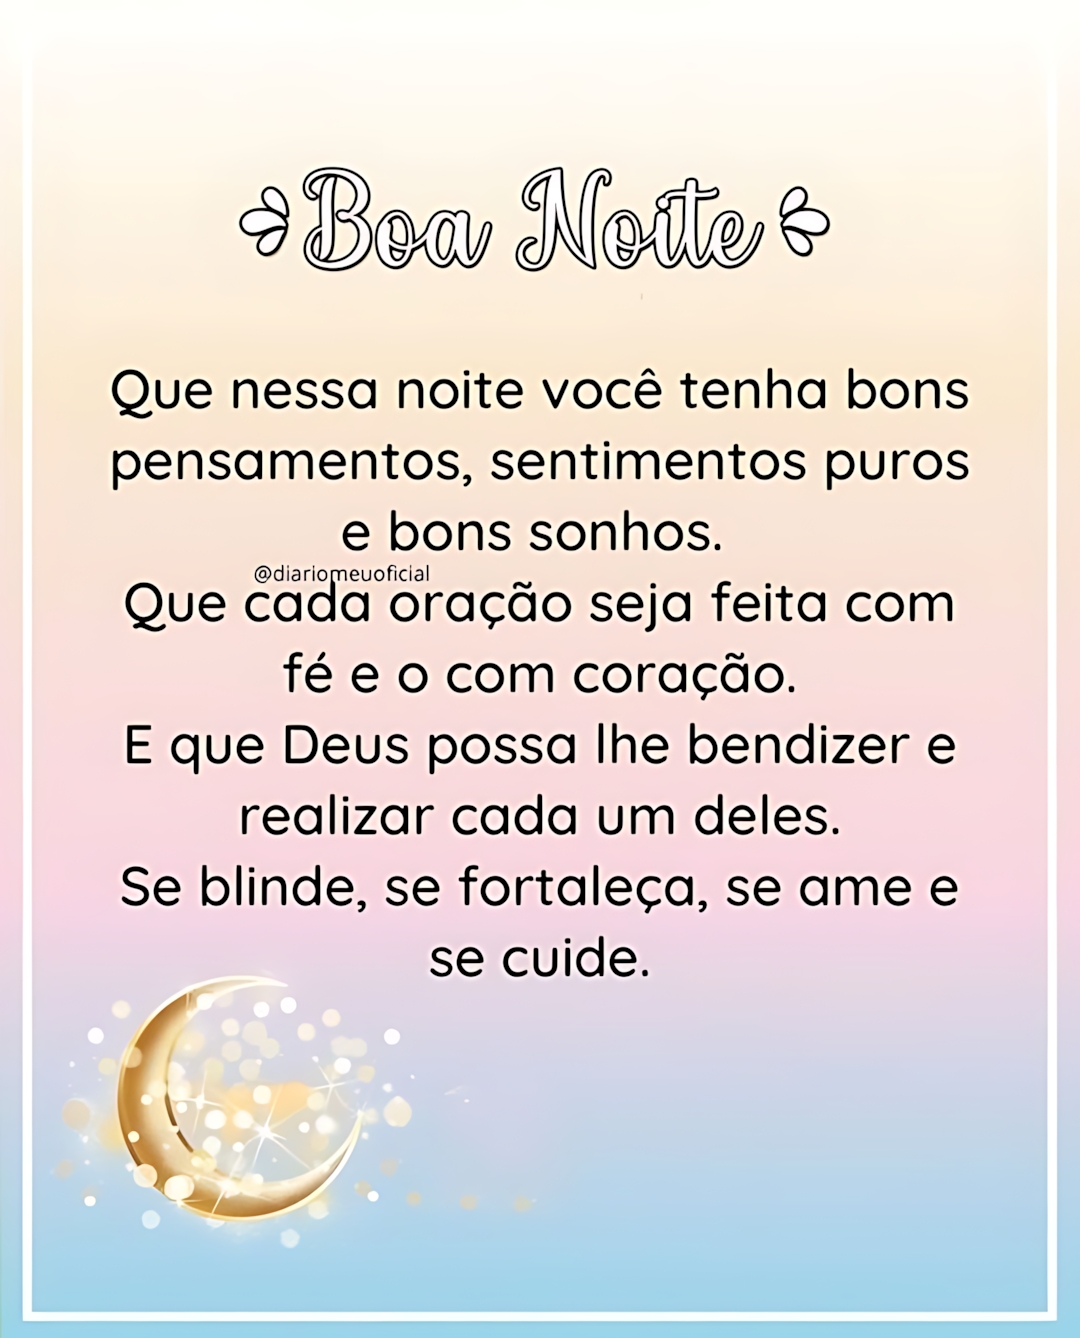 Boa Noite
Que nessa noite você tenha bons
pensamentos, sentimentos puros
e bons sonhos.
@diariomeuoficial
Que cada oração seja feita com
fé e o com coração.
E que Deus possa lhe bendizer e
realizar cada um deles.
Se blinde, se fortaleça, se ame e
se cuide.